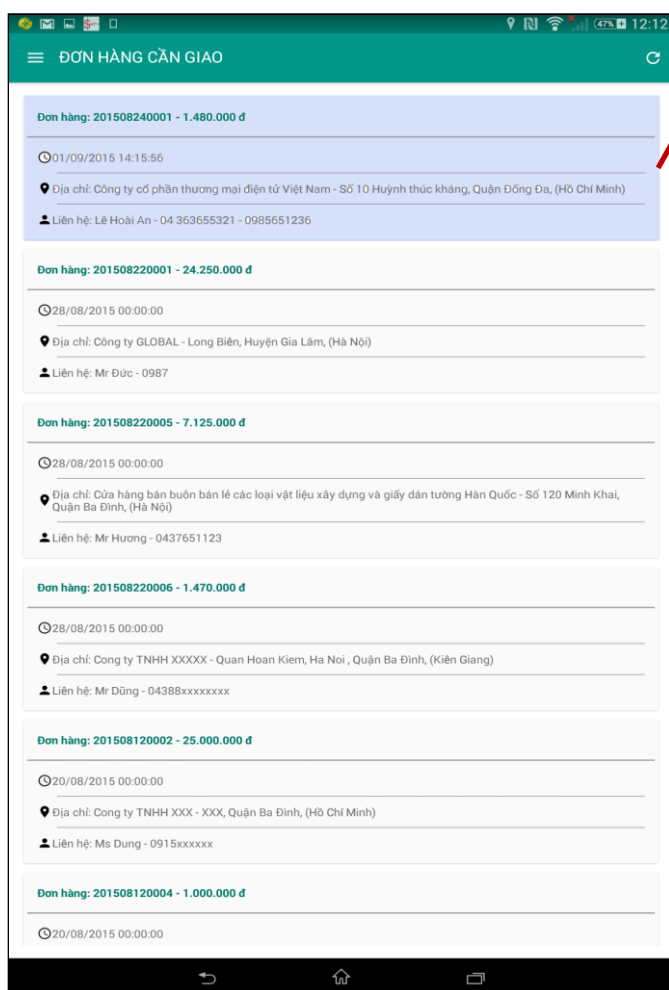 47% 12:12
ĐƠN HÀNG CẦN GIAO
Đơn hàng: 201508240001 - 1.480.000 đ
01/09/2015 14:15:56
Địa chỉ: Công ty cố phần thương mại điện tử Việt Nam - Số 10 Huỳnh thúc kháng, Quận Đống Đa, (Hồ Chí Minh)
Liên hệ: Lê Hoài An - 04 363655321 - 0985651236
Đơn hàng: 201508220001 - 24.250.000 đ
28/08/2015 00:00:00
Địa chỉ: Công ty GLOBAL - Long Biên, Huyện Gia Lâm, (Hà Nội)
Liên hệ: Mr Đức - 0987
Đơn hàng: 201508220005 - 7.125.000 đ
28/08/2015 00:00:00
Địa chỉ: Cửa hàng bán buôn bán lẻ các loại vật liệu xây dựng và giấy dán tường Hàn Quốc - Số 120 Minh Khai,
Quận Ba Đình, (Hà Nội)
Liên hệ: Mr Hương - 0437651123
Đơn hàng: 201508220006 - 1.470.000 đ
28/08/2015 00:00:00
Địa chỉ: Cong ty TNHH XXXXX - Quan Hoan Kiem, Ha Noi , Quận Ba Đình, (Kiên Giang)
Liên hệ: Mr Dũng - 04388xxxxxxxx
Đơn hàng: 201508120002 - 25.000.000 đ
20/08/2015 00:00:00
Địa chỉ: Cong ty TNHH XXX - XXX, Quận Ba Đình, (Hồ Chí Minh)
Liên hệ: Ms Dung - 0915xxxxxx
Đơn hàng: 201508120004 - 1.000.000 đ
20/08/2015 00:00:00